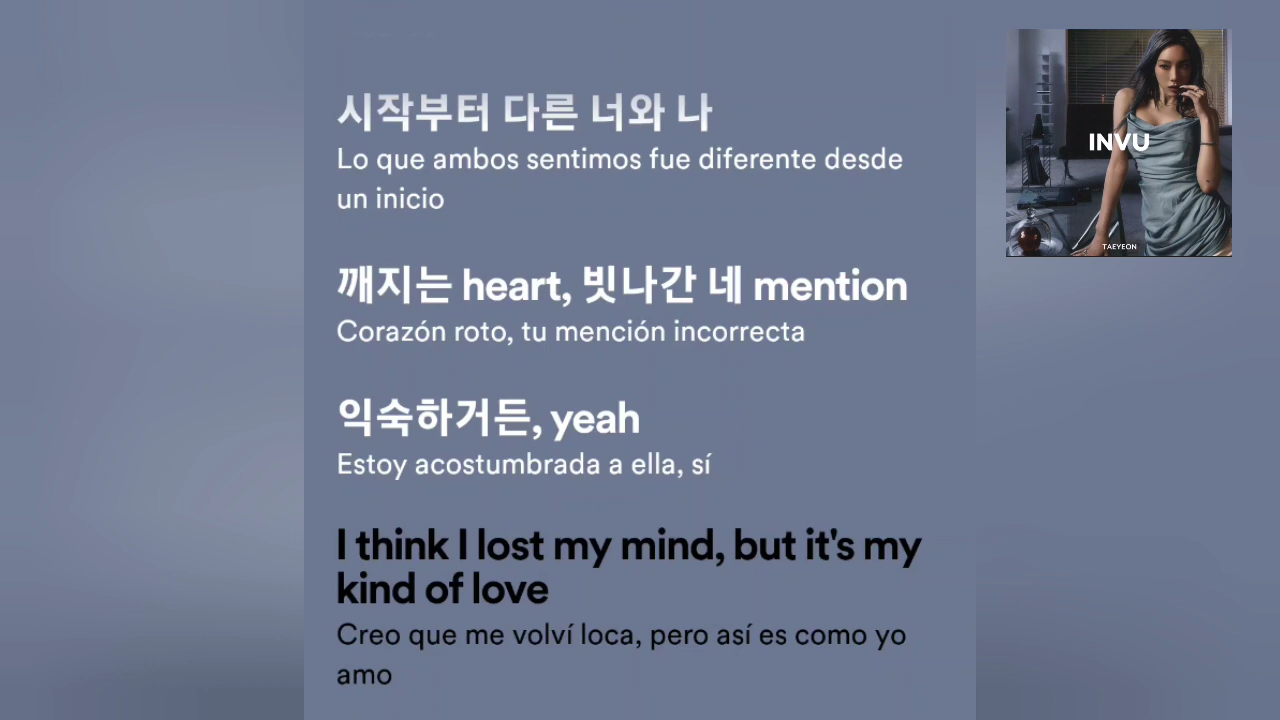 시작부터 다른 너와 나
Lo que ambos sentimos fue diferente desde
un inicio
깨지는 heart, 빗나간 네 mention
Corazón roto, tu mención incorrecta
익숙하거든, yeah
Estoy acostumbrada a ella, sí
I think I lost my mind, but it's my
kind of love
Creo que me volví loca, pero así es como yo
amo
INVU
TAEYEON